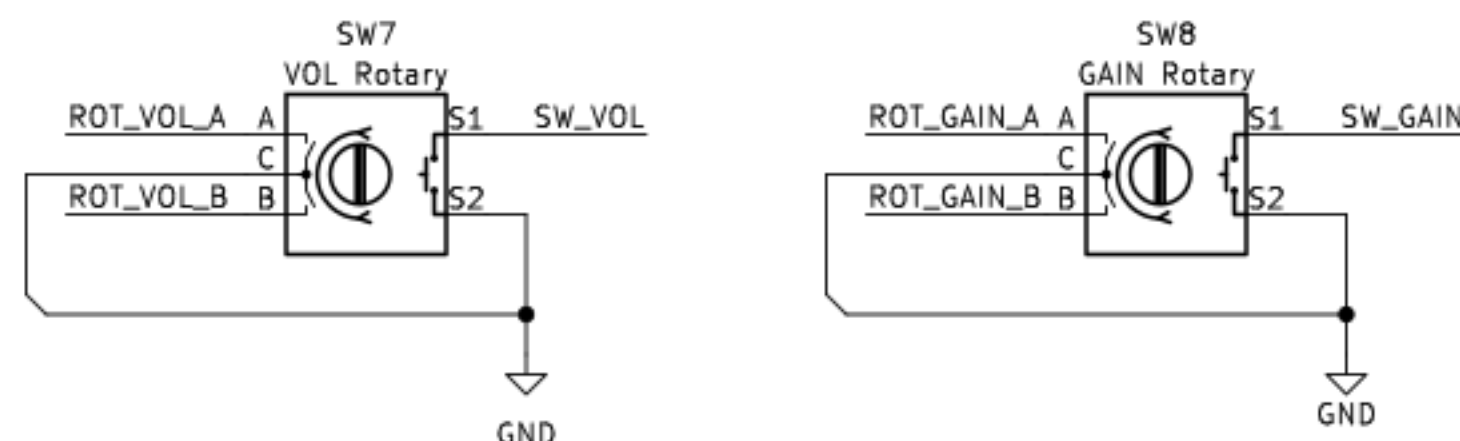 SW7
VOL Rotary
ROT_VOL_A A S1 SW_VOL
C
ROT_VOL_B B S2
GND
SW8
GAIN Rotary
ROT_GAIN_A A S1 SW_GAIN
C
ROT_GAIN_B B S2
GND